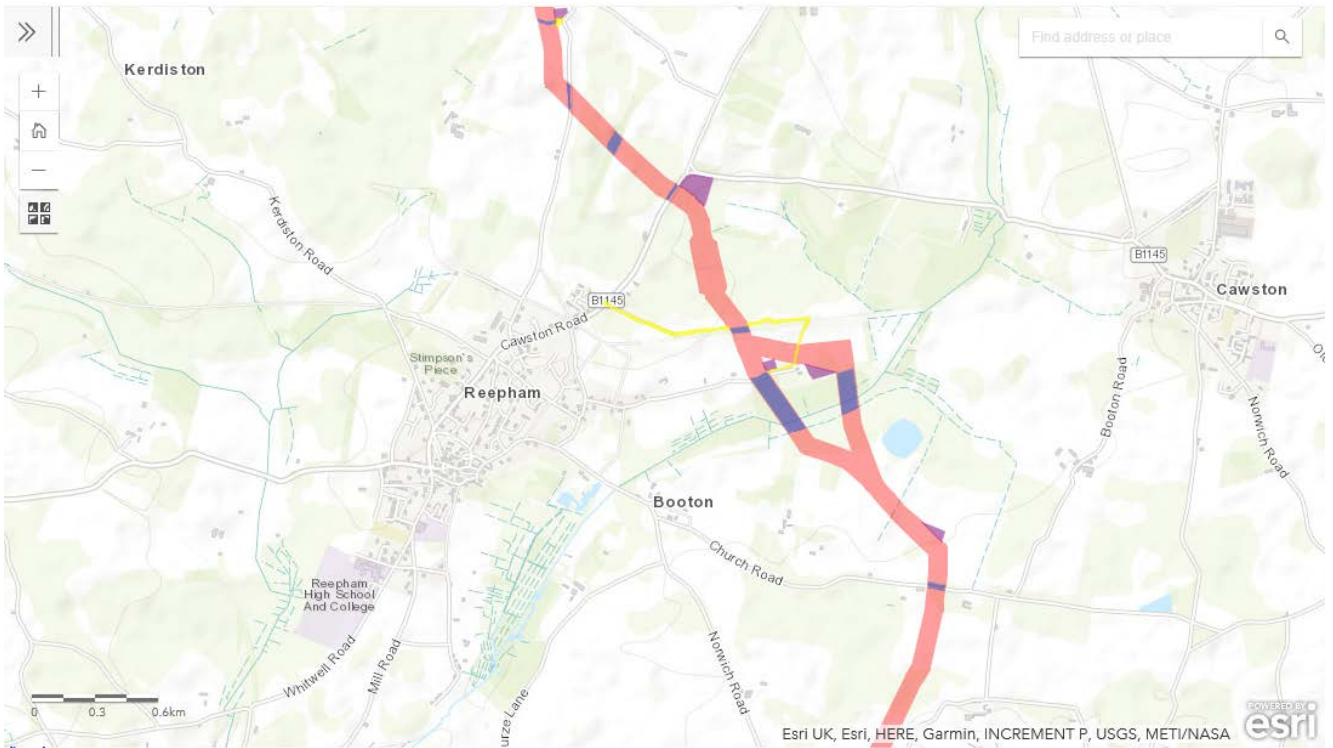 Find address or place
Kerdiston
Kerdiston Road
B1145
B1145
Cawston
Cawston Road
Stimpson's
Piece
Reepham
Booton Road
Norwich Road
Booton
Church Road
Reepham
High School
And College
Whitwell Road
Mill Road
Norwich Road
urze Lane
0 0.3 0.6km
Esri UK, Esri, HERE, Garmin, INCREMENT P, USGS, METI/NASA
POWERED BY
esri